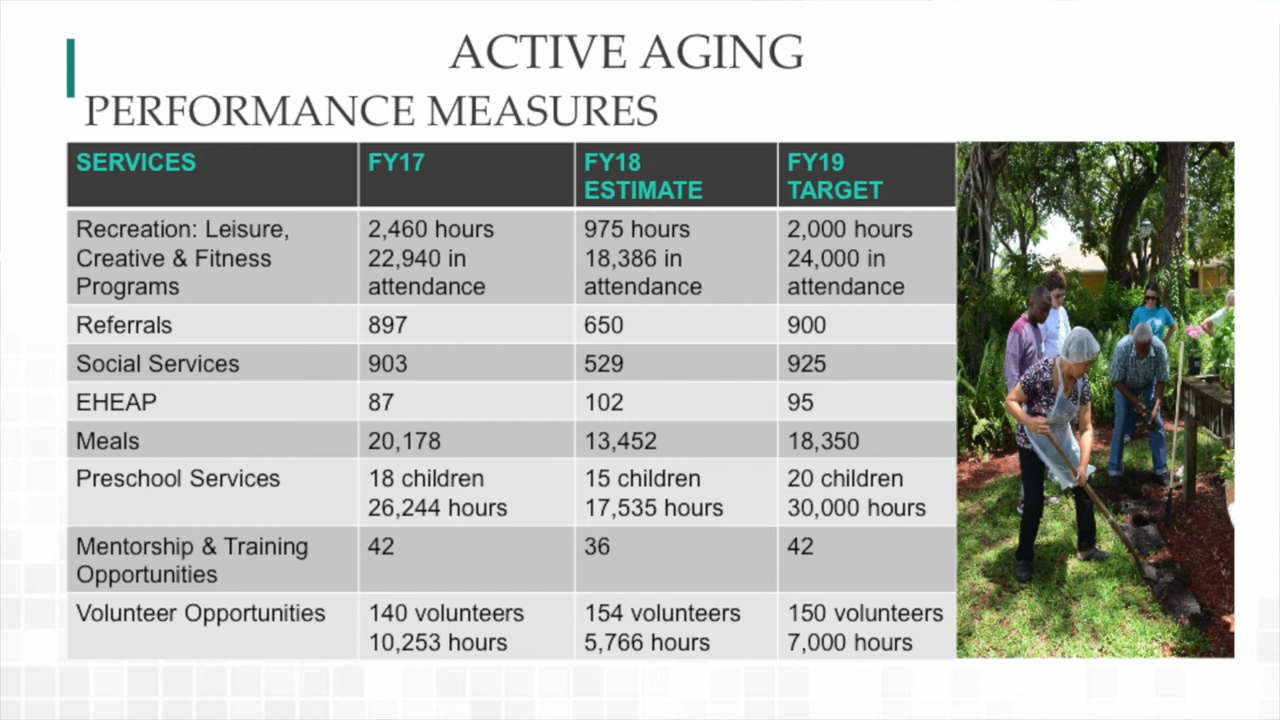 ACTIVE AGING
PERFORMANCE MEASURES
SERVICES FY17 FY18 ESTIMATE FY19 TARGET
Recreation: Leisure, Creative & Fitness Programs 2,460 hours 22,940 in attendance 975 hours 18,386 in attendance 2,000 hours 24,000 in attendance
Referrals 897 650 900
Social Services 903 529 925
EHEAP 87 102 95
Meals 20,178 13,452 18,350
Preschool Services 18 children 26,244 hours 15 children 17,535 hours 20 children 30,000 hours
Mentorship & Training Opportunities 42 36 42
Volunteer Opportunities 140 volunteers 10,253 hours 154 volunteers 5,766 hours 150 volunteers 7,000 hours